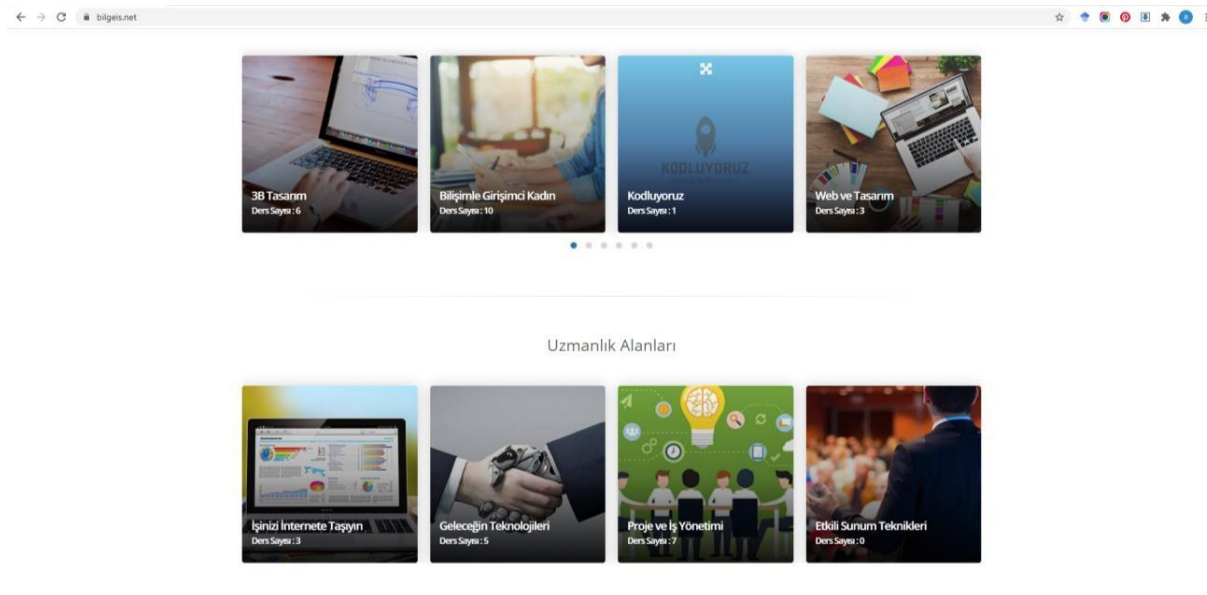 bilgeis.net
KODLUYORUZ
3B Tasarım
Ders Sayısı : 6
Bilişimle Girişimci Kadın
Ders Sayısı : 10
Kodluyoruz
Ders Sayısı : 1
Web ve Tasarım
Ders Sayısı : 3
Uzmanlık Alanları
İşinizi İnternete Taşıyın
Ders Sayısı : 3
Geleceğin Teknolojileri
Ders Sayısı : 5
Proje ve İş Yönetimi
Ders Sayısı : 7
Etkili Sunum Teknikleri
Ders Sayısı : 0